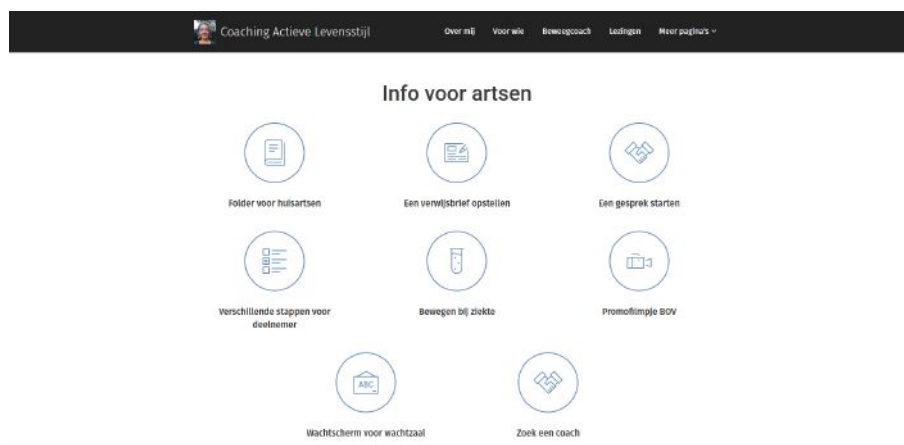 Coaching Actieve Levensstijl
Over mij Voor wie Beweegcoach Lezingen Meer pagina's
Info voor artsen
Folder voor huisartsen Een verwijsbrief opstellen Een gesprek starten
Verschillende stappen voor
deelnemer
Bewegen bij ziekte Promofilmpje BOV
ABC
Wachtscherm voor wachtzaal Zoek een coach